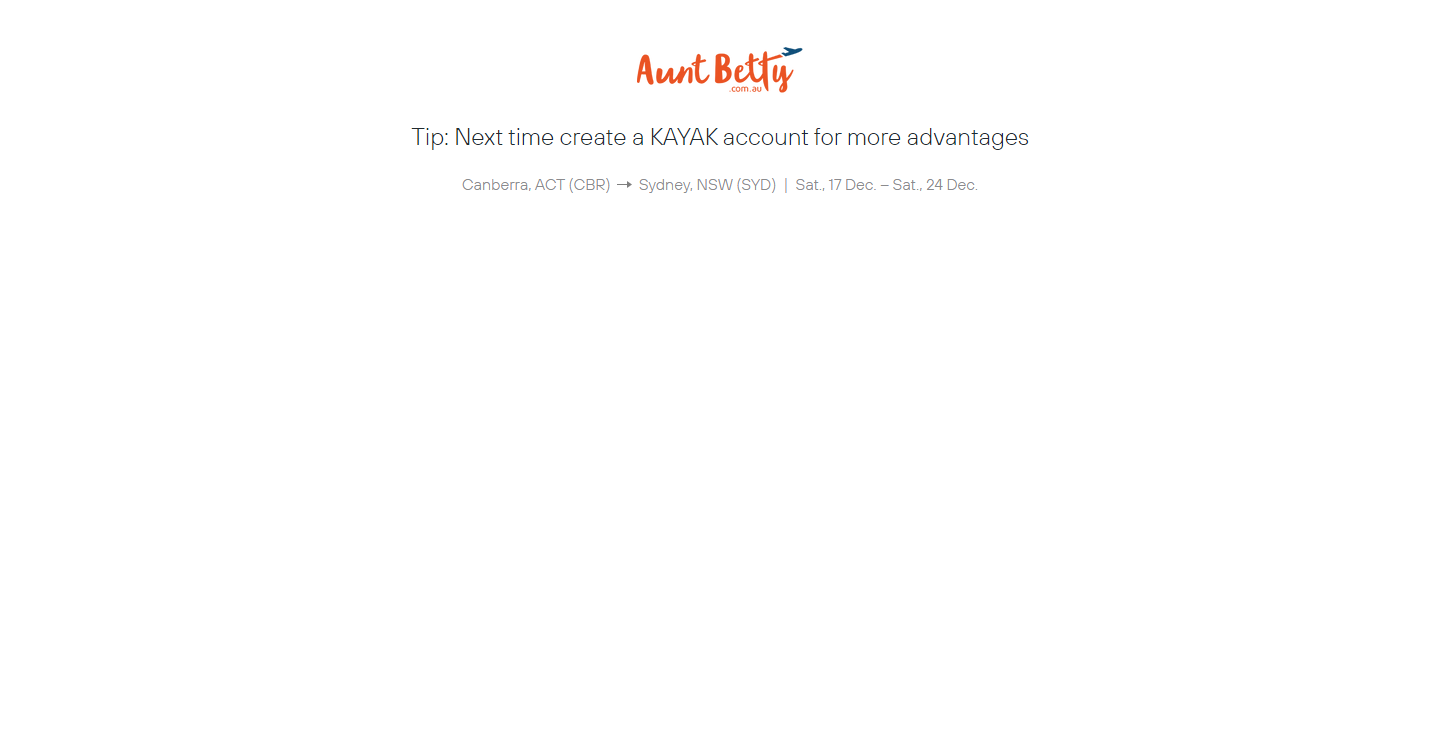 Aunt Betty
.com.au
Tip: Next time create a KAYAK account for more advantages
Canberra, ACT (CBR) → Sydney, NSW (SYD) | Sat., 17 Dec. – Sat., 24 Dec.